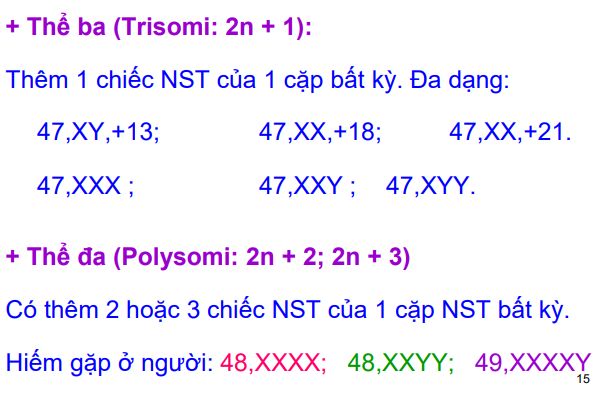 + Thể ba (Trisomi: 2n + 1):
Thêm 1 chiếc NST của 1 cặp bất kỳ. Đa dạng:
47,XY,+13; 47,XX,+18; 47,XX,+21.
47,XXX ; 47,XXY ; 47,XYY.
+ Thể đa (Polysomi: 2n + 2; 2n + 3)
Có thêm 2 hoặc 3 chiếc NST của 1 cặp NST bất kỳ.
Hiếm gặp ở người: 48,XXXX; 48,XXYY; 49,XXXXY
15